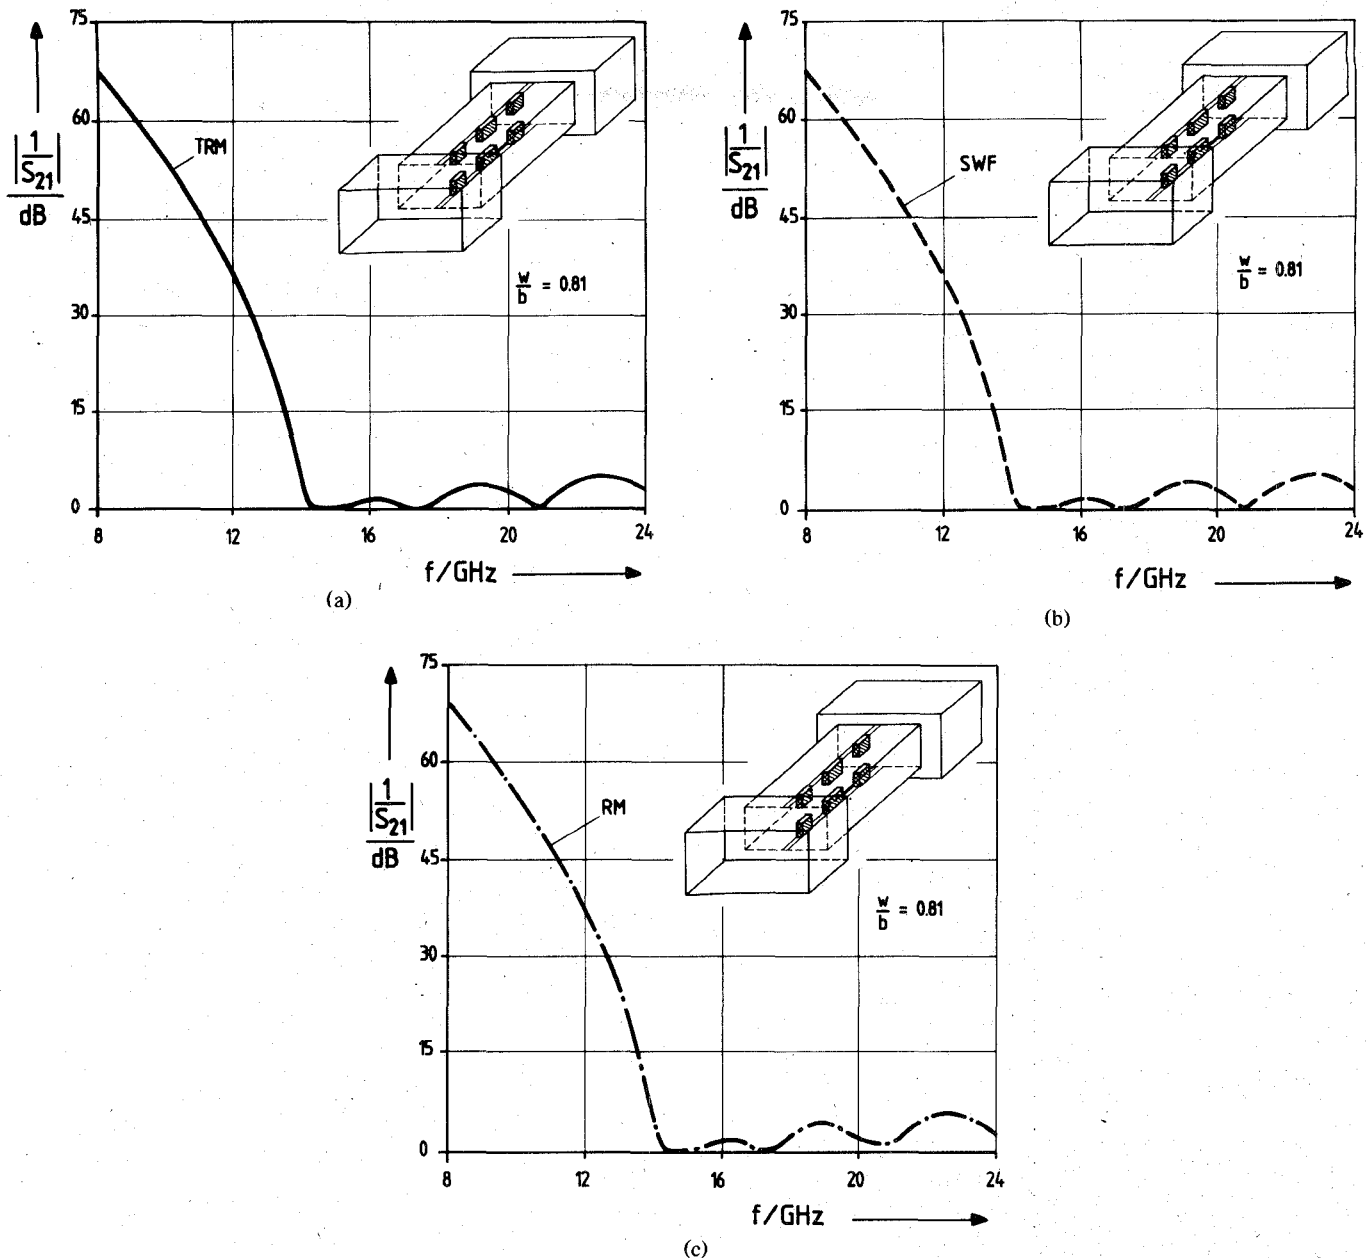 75
60
45
30
15
0
|1/S21|
dB
TRM
w/b = 0.81
8 12 16 20 24
f/GHz
(a)
75
60
45
30
15
0
|1/S21|
dB
SWF
w/b = 0.81
8 12 16 20 24
f/GHz
(b)
75
60
45
30
15
0
|1/S21|
dB
RM
w/b = 0.81
8 12 16 20 24
f/GHz
(c)